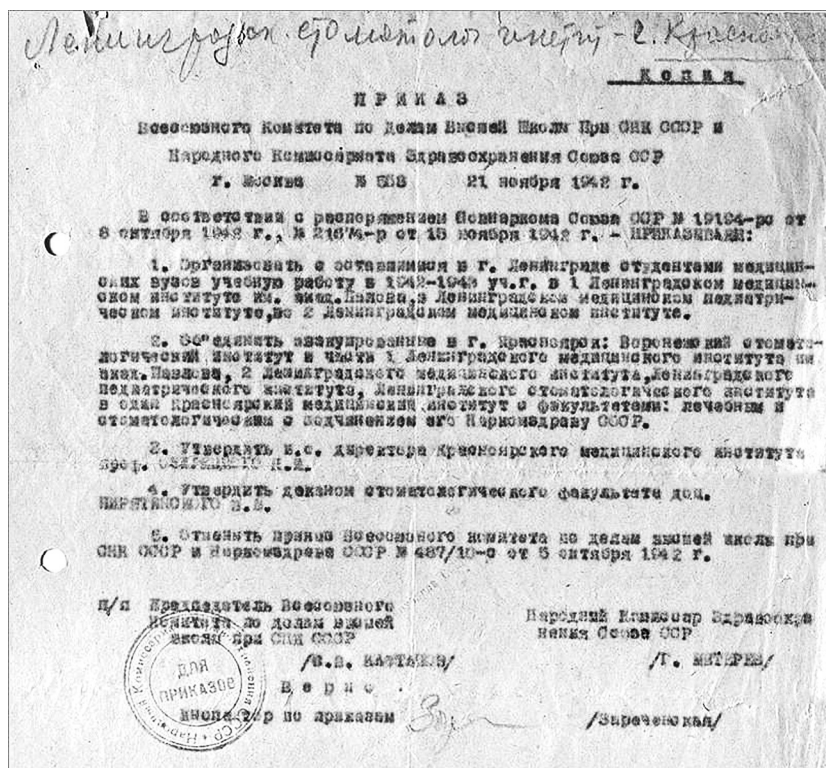 Ленинградск. стоматолог инстит - г. Красно
Копия
ПРИКАЗ
Всесоюзного Комитета по Делам Высшей Школы При СНК СССР и
Народного Комиссариата Здравоохранения Союза ССР
г. Москва № 558 21 ноября 1942 г.
В соответствии с распоряжением Совнаркома Союза ССР № 19194-рс от
8 октября 1942 г., № 21674-р от 15 ноября 1942 г. - ПРИКАЗЫВАЕМ:
1. Организовать с оставшимися в г. Ленинграде студентами медицин-
ских вузов учебную работу в 1942-1943 уч.г. в 1 Ленинградском медицин-
ском институте им. акад.Павлова,в Ленинградском медицинском педиатри-
ческом институте,во 2 Ленинградском медицинском институте.
2. Объединить эвакуированные в г. Красноярск: Воронежский стомато-
логический институт и части 1 Ленинградского медицинского института им
акад.Павлова, 2 Ленинградского медицинского института,Ленинградского
педиатрического института, Ленинградского стоматологического института
в один Красноярский медицинский институт с факультетами: лечебным и
стоматологическим с подчинением его Наркомздраву СССР.
3. Утвердить и.о. директора Красноярского медицинского института
проф. ОЗЕРЕЦКОГО Н.И.
4. Утвердить деканом стоматологического факультета доц.
ПИРЯТИНСКОГО
5. Отменить приказ Всесоюзного комитета по делам высшей школы при
СНК СССР и Наркомздрава СССР № 487/10-с от 5 октября 1942 г.
п/п Председатель Всесоюзного
Комитета по делам высшей
школы при СНК СССР
Народный Комиссар Здравоохра
нения Союза ССР
/С.В. КАФТАНОВ/
/Г. МИТЕРЕВ/
Верно
ДЛЯ
ПРИКАЗОВ
Инспектор по приказам
/Зареченская/